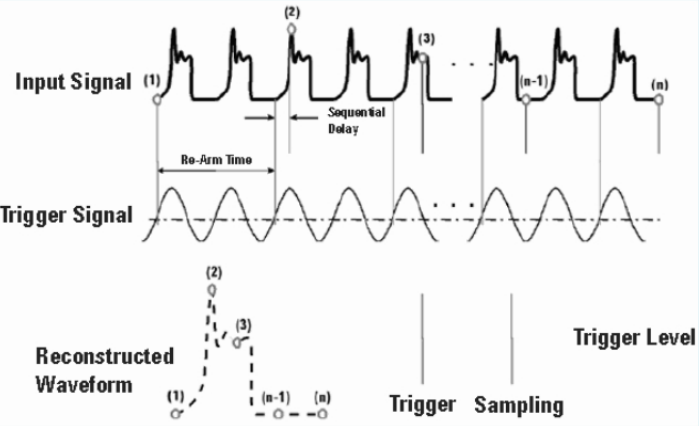 (2)
(1)
(3)
Input Signal
(n-1)
(n)
Sequential
Delay
Re-Arm Time
Trigger Signal
(2)
(3)
Reconstructed
Waveform
(1)
(n-1)
(n)
Trigger
Sampling
Trigger Level